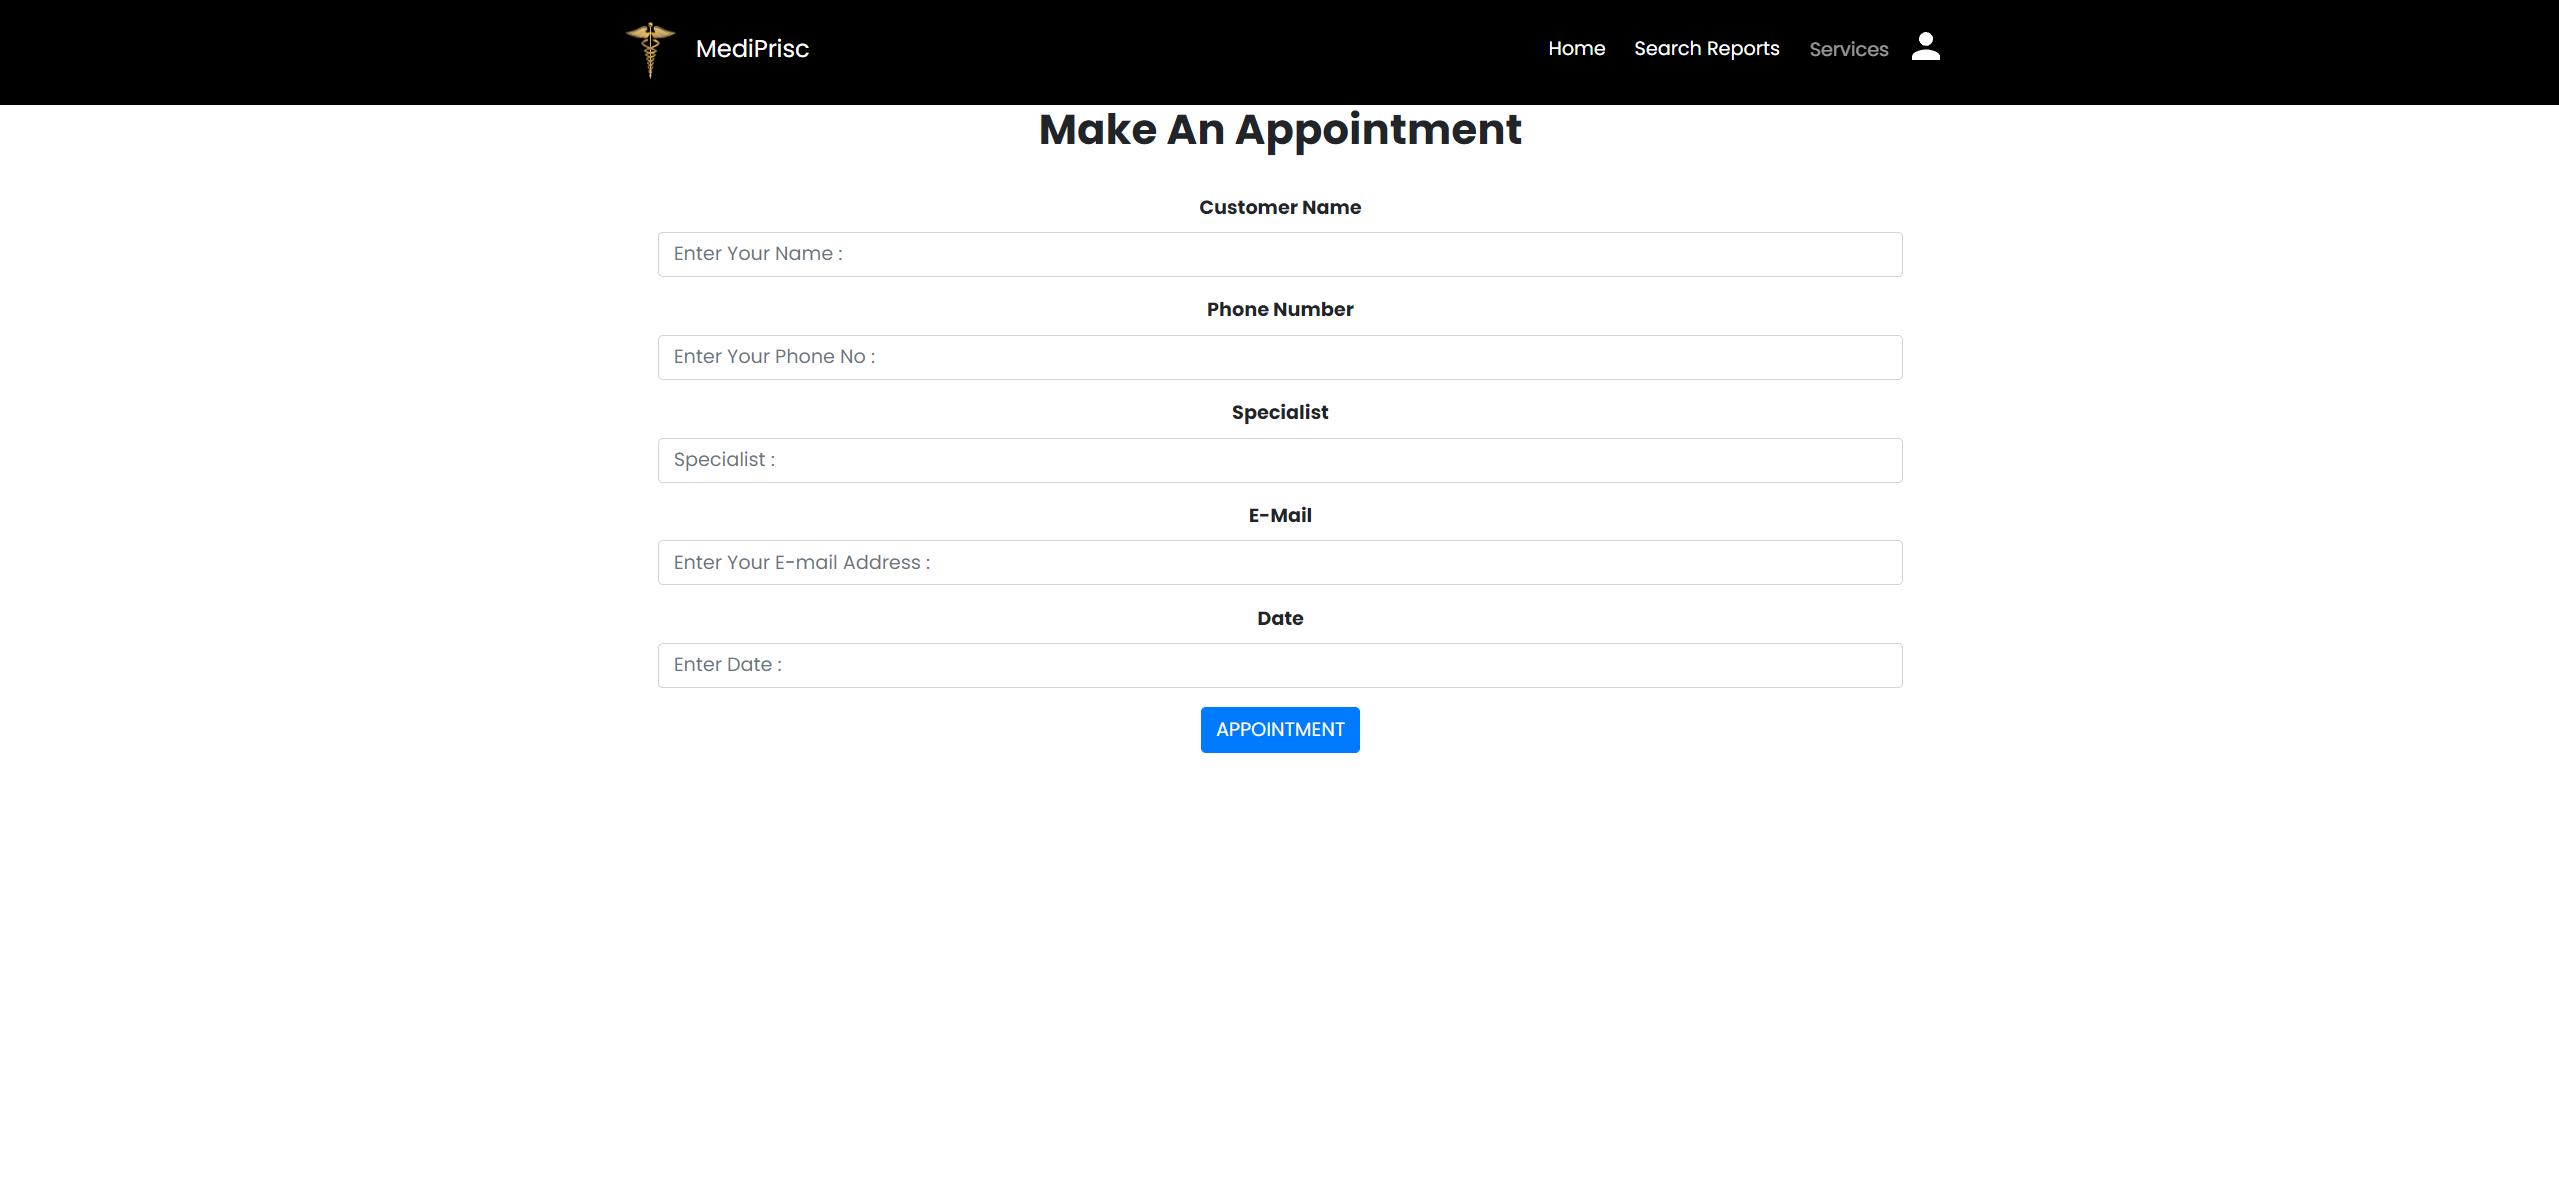 MediPrisc
Home
Search Reports
Services
Make An Appointment
Customer Name
Enter Your Name :
Phone Number
Enter Your Phone No :
Specialist
Specialist :
E-Mail
Enter Your E-mail Address :
Date
Enter Date :
APPOINTMENT